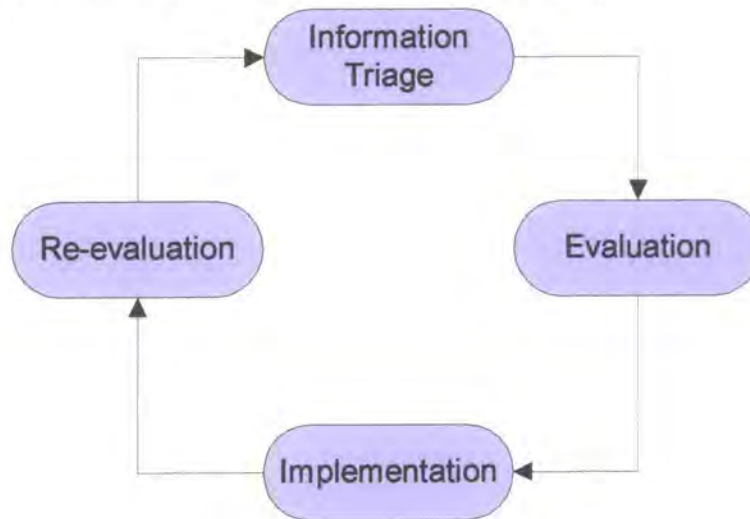 Information
Triage
Re-evaluation
Evaluation
Implementation